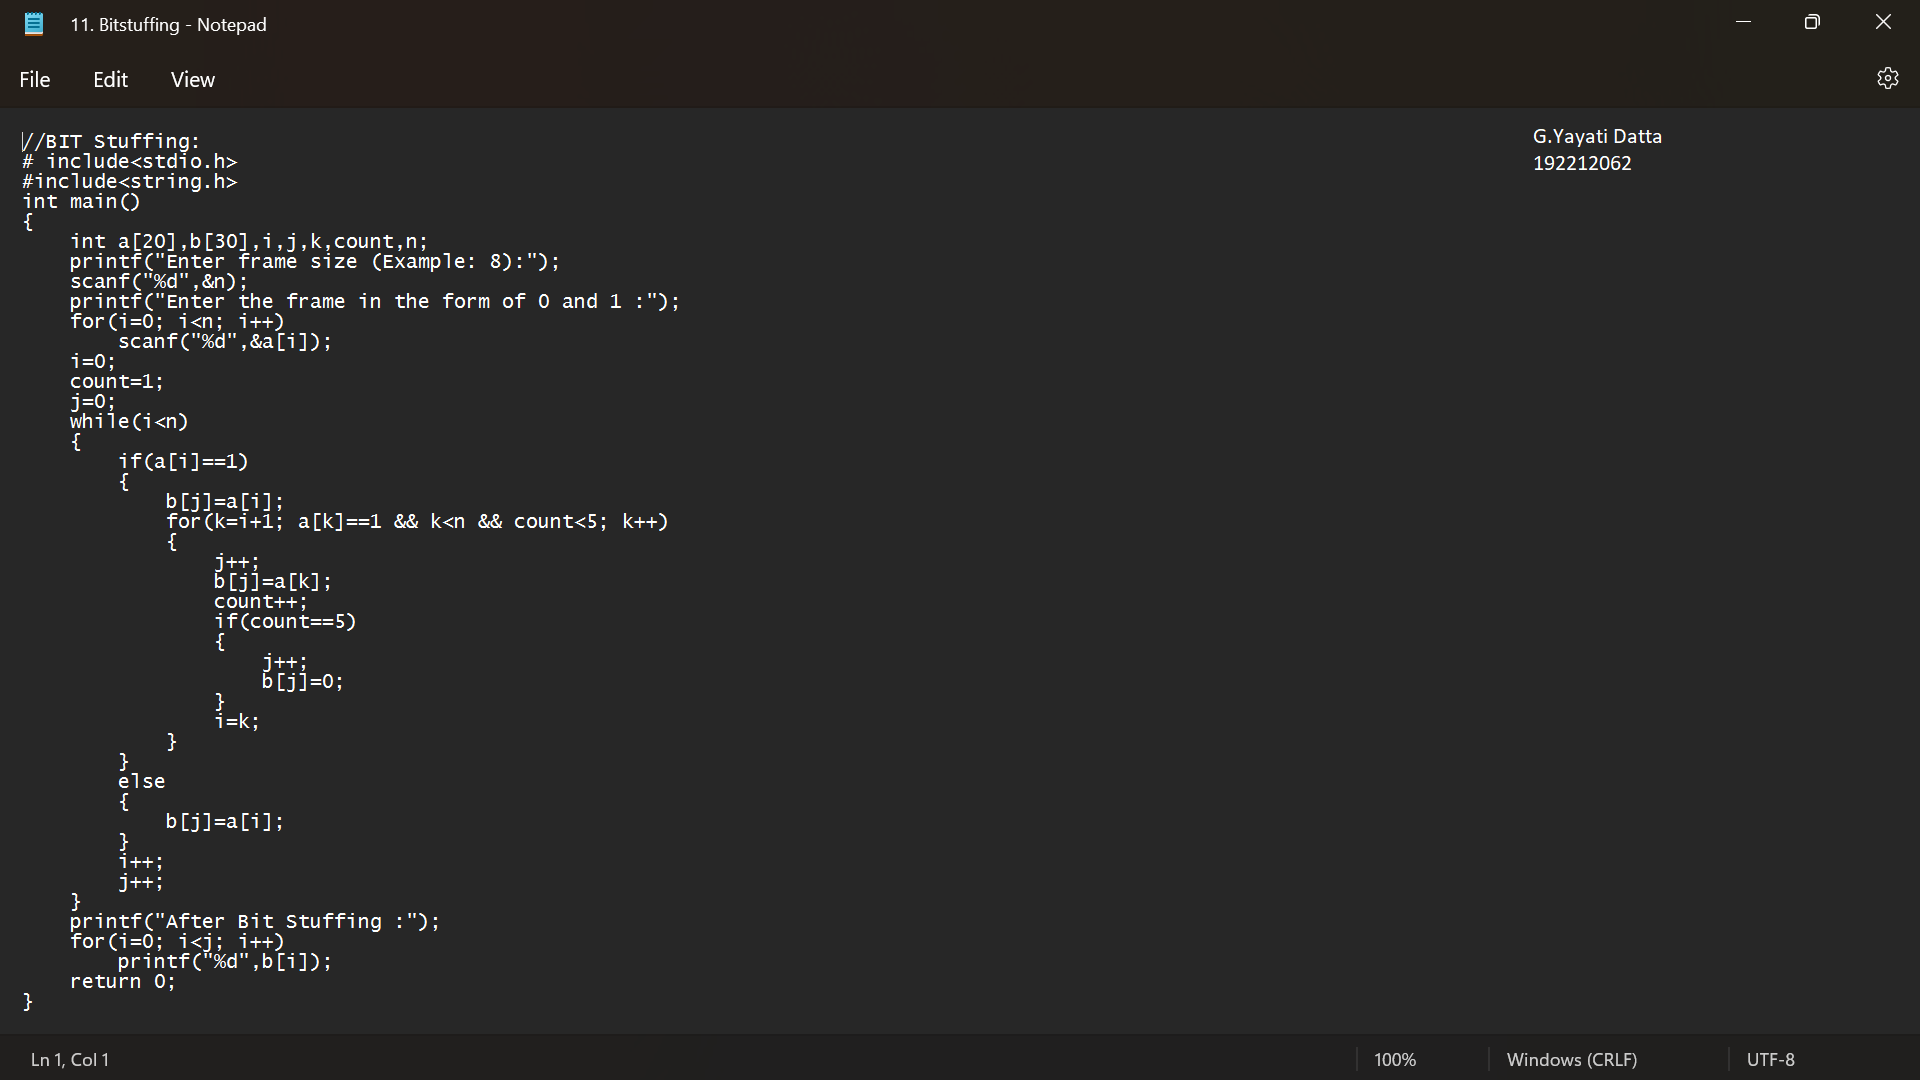 11. Bitstuffing - Notepad
File Edit View
//BIT Stuffing:
# include<stdio.h>
#include<string.h>
int main()
{
    int a[20],b[30],i,j,k,count,n;
    printf("Enter frame size (Example: 8):");
    scanf("%d",&n);
    printf("Enter the frame in the form of 0 and 1 :");
    for(i=0; i<n; i++)
        scanf("%d",&a[i]);
    i=0;
    count=1;
    j=0;
    while(i<n)
    {
        if(a[i]==1)
        {
            b[j]=a[i];
            for(k=i+1; a[k]==1 && k<n && count<5; k++)
            {
                j++;
                b[j]=a[k];
                count++;
                if(count==5)
                {
                    j++;
                    b[j]=0;
                }
                i=k;
            }
        }
        else
        {
            b[j]=a[i];
        }
        i++;
        j++;
    }
    printf("After Bit Stuffing :");
    for(i=0; i<j; i++)
        printf("%d",b[i]);
    return 0;
}
G.Yayati Datta
192212062
Ln 1, Col 1 100% Windows (CRLF) UTF-8